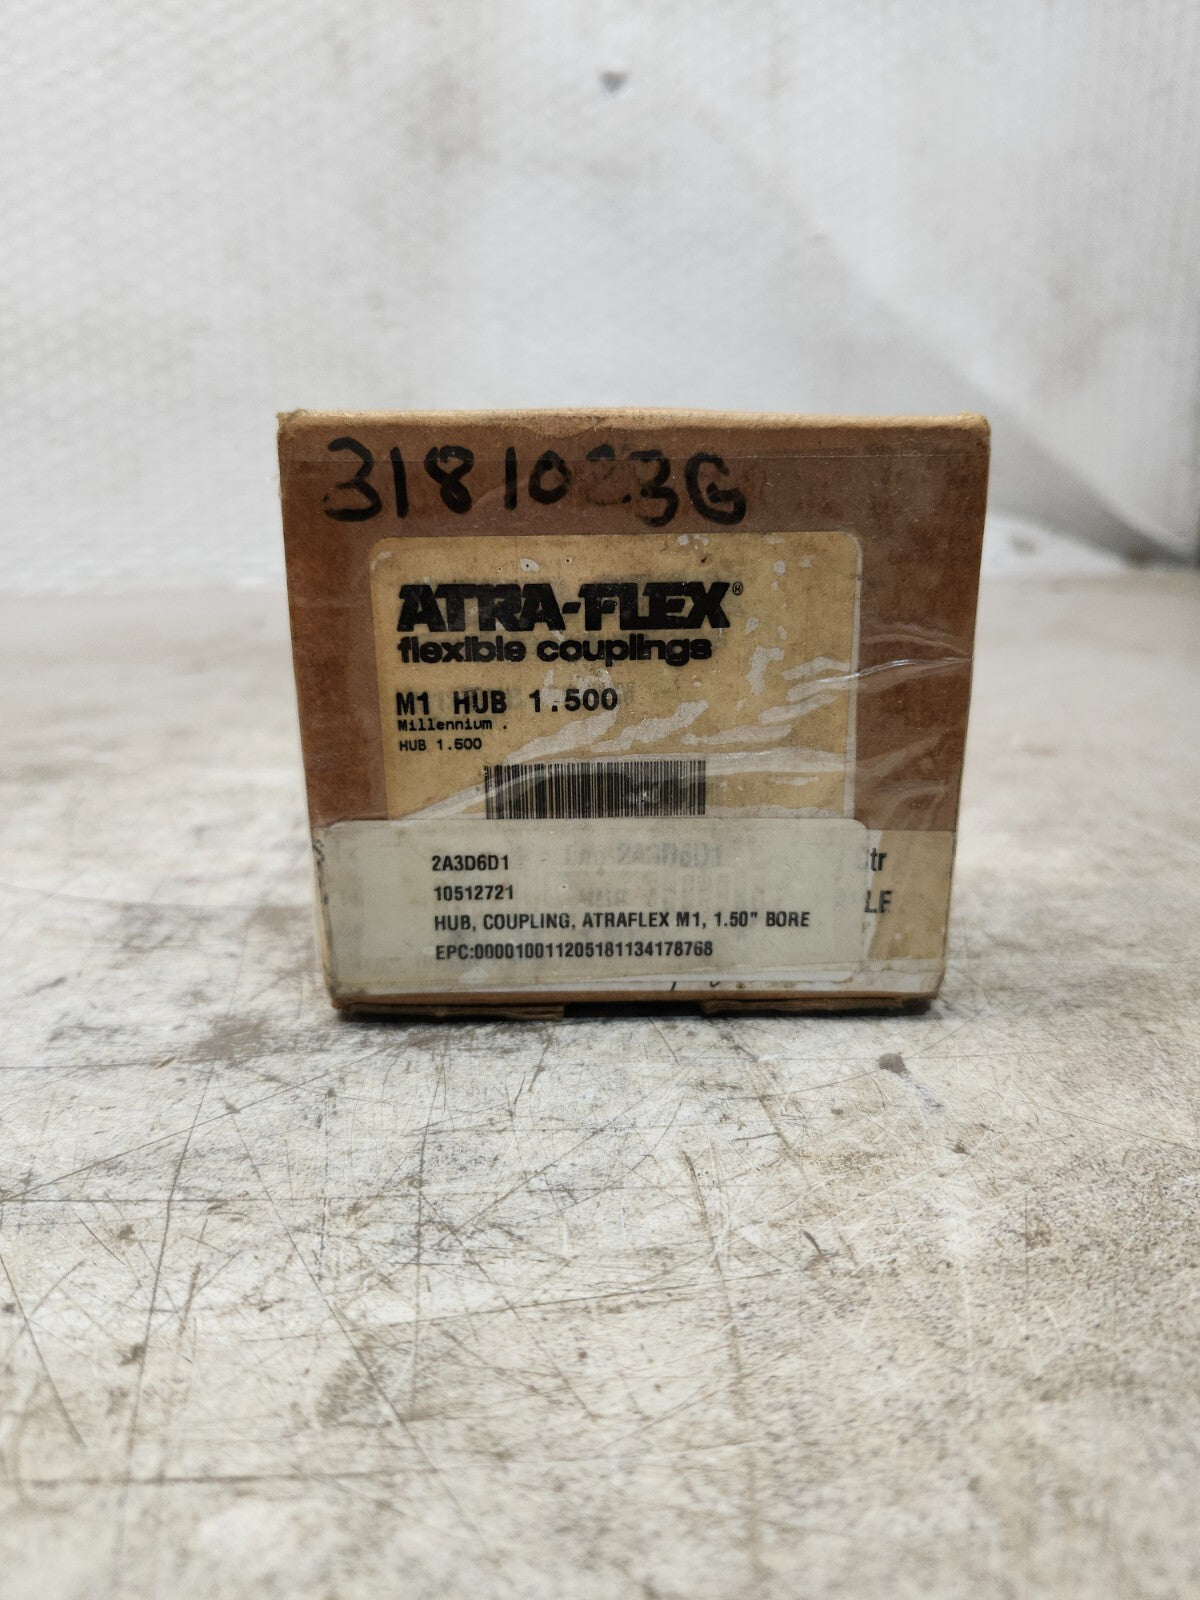 ATRA-FLEX®
flexible couplings
M1 HUB 1.500
Millennium .
HUB 1.500
2A3D6D1
10512721
HUB, COUPLING, ATRAFLEX M1, 1.50" BORE
EPC:000010011205181134178768